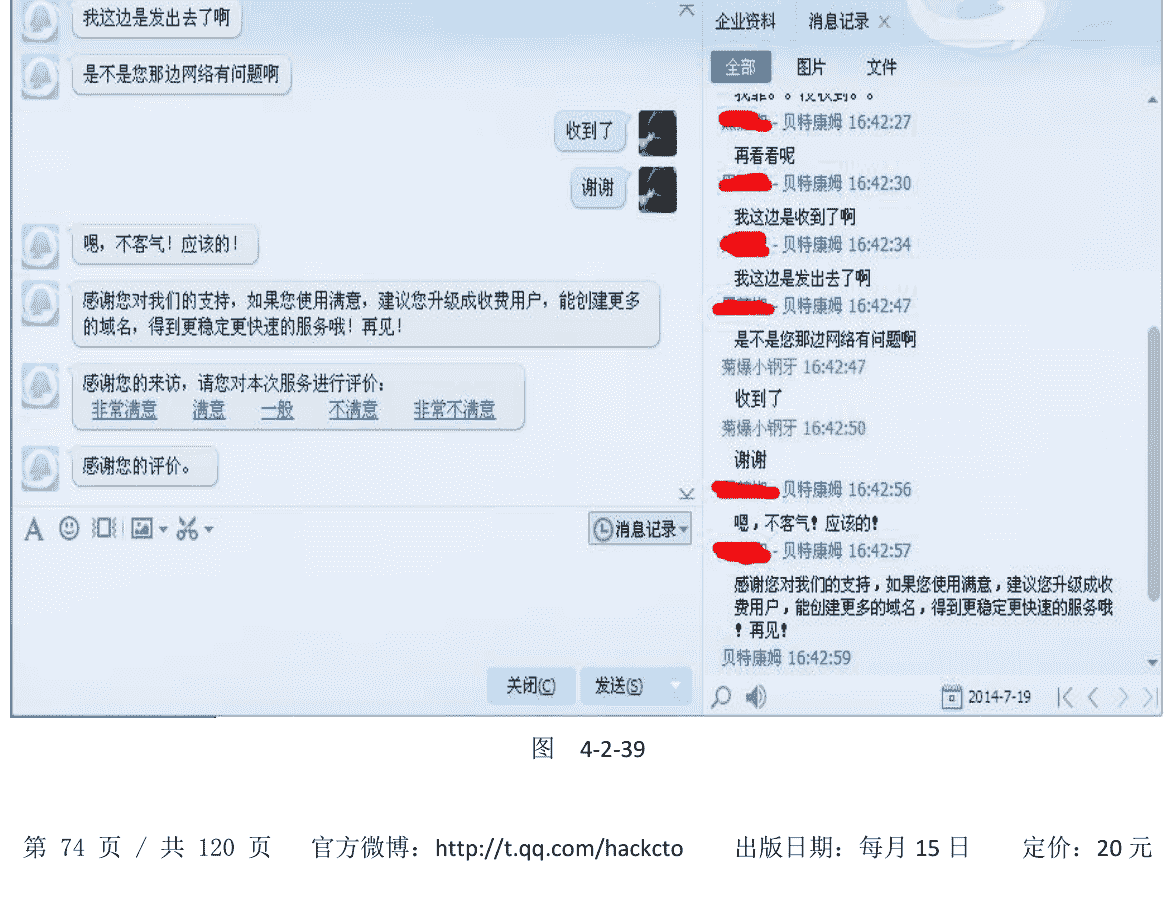 我这边是发出去了啊
是不是您那边网络有问题啊
收到了
谢谢
嗯，不客气！应该的！
感谢您对我们的支持，如果您使用满意，建议您升级成收费用户，能创建更多
的域名，得到更稳定更快速的服务哦！再见！
感谢您的来访，请您对本次服务进行评价：
非常满意 满意 一般 不满意 非常不满意
感谢您的评价。
消息记录
关闭(C) 发送(S)
企业资料 消息记录
全部 图片 文件
- 贝特康姆 16:42:27
再看看呢
- 贝特康姆 16:42:30
我这边是收到了啊
- 贝特康姆 16:42:34
我这边是发出去了啊
- 贝特康姆 16:42:47
是不是您那边网络有问题啊
菊爆小钢牙 16:42:47
收到了
菊爆小钢牙 16:42:50
谢谢
贝特康姆 16:42:56
嗯，不客气！应该的！
- 贝特康姆 16:42:57
感谢您对我们的支持，如果您使用满意，建议您升级成收
费用户，能创建更多的域名，得到更稳定更快速的服务哦
！再见！
贝特康姆 16:42:59
2014-7-19
图 4-2-39
第 74 页 / 共 120 页 官方微博：http://t.qq.com/hackcto 出版日期：每月 15 日 定价：20 元